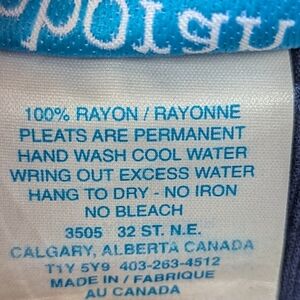 100% RAYON / RAYONNE
PLEATS ARE PERMANENT
HAND WASH COOL WATER
WRING OUT EXCESS WATER
HANG TO DRY - NO IRON
NO BLEACH
3505 32 ST. N.E.
CALGARY, ALBERTA CANADA
T1Y 5Y9 403-263-4512
MADE IN / FABRIQUE
AU CANADA